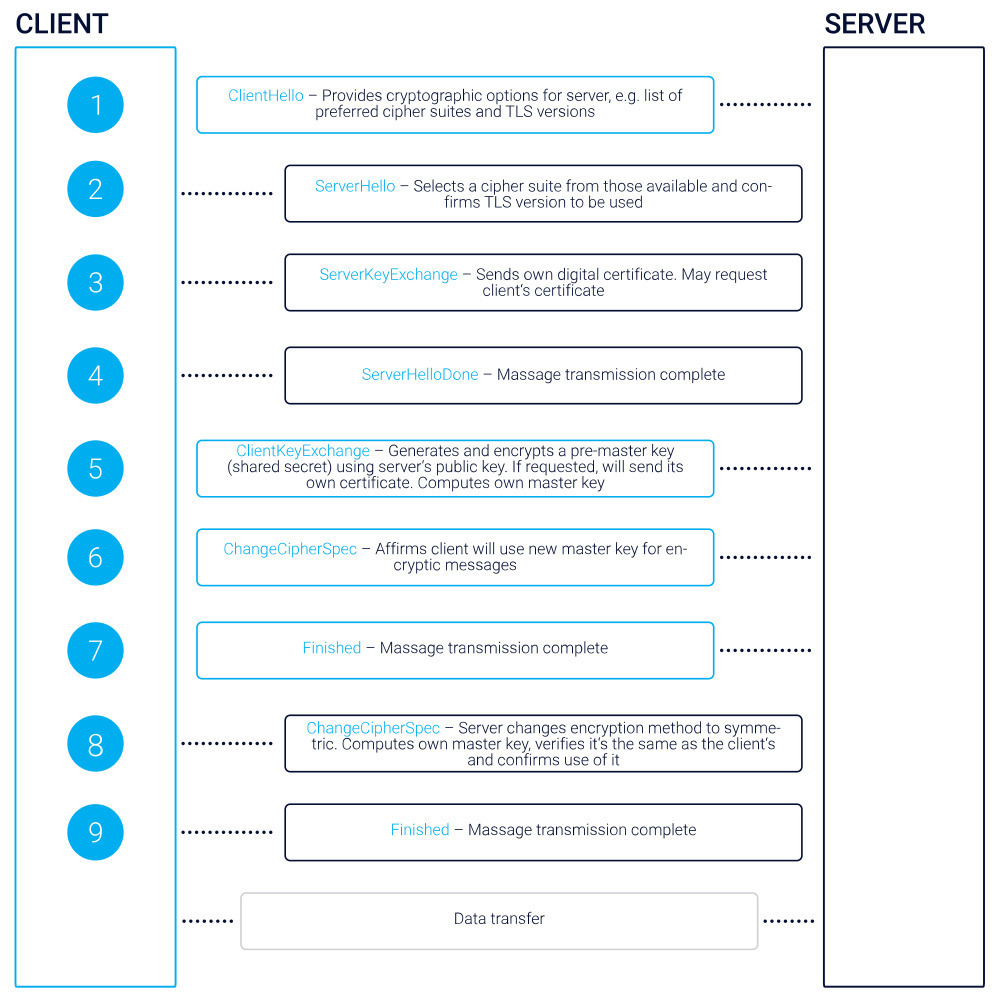 CLIENT
SERVER
1
ClientHello – Provides cryptographic options for server, e.g. list of
preferred cipher suites and TLS versions
2
ServerHello – Selects a cipher suite from those available and con-
firms TLS version to be used
3
ServerKeyExchange – Sends own digital certificate. May request
client's certificate
4
ServerHelloDone – Massage transmission complete
5
ClientKeyExchange – Generates and encrypts a pre-master key
(shared secret) using server's public key. If requested, will send its
own certificate. Computes own master key
6
ChangeCipherSpec – Affirms client will use new master key for en-
cryptic messages
7
Finished – Massage transmission complete
8
ChangeCipherSpec – Server changes encryption method to symme-
tric. Computes own master key, verifies it's the same as the client's
and confirms use of it
9
Finished – Massage transmission complete
Data transfer